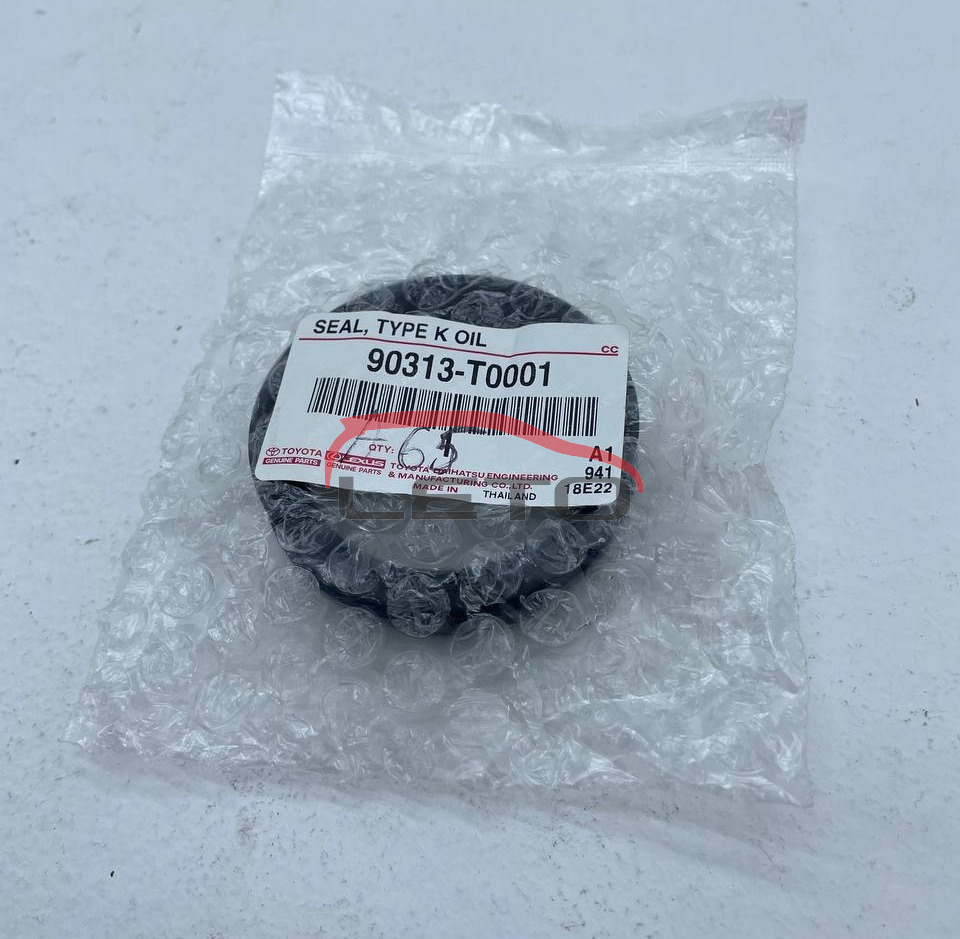 SEAL, TYPE K OIL
CC
90313-T0001
QTY:
A1
TOYOTA
GENUINE PARTS
LEXUS
GENUINE PARTS
TOYOTA DAIHATSU ENGINEERING
& MANUFACTURING CO., LTD.
MADE IN THAILAND
941
18E22